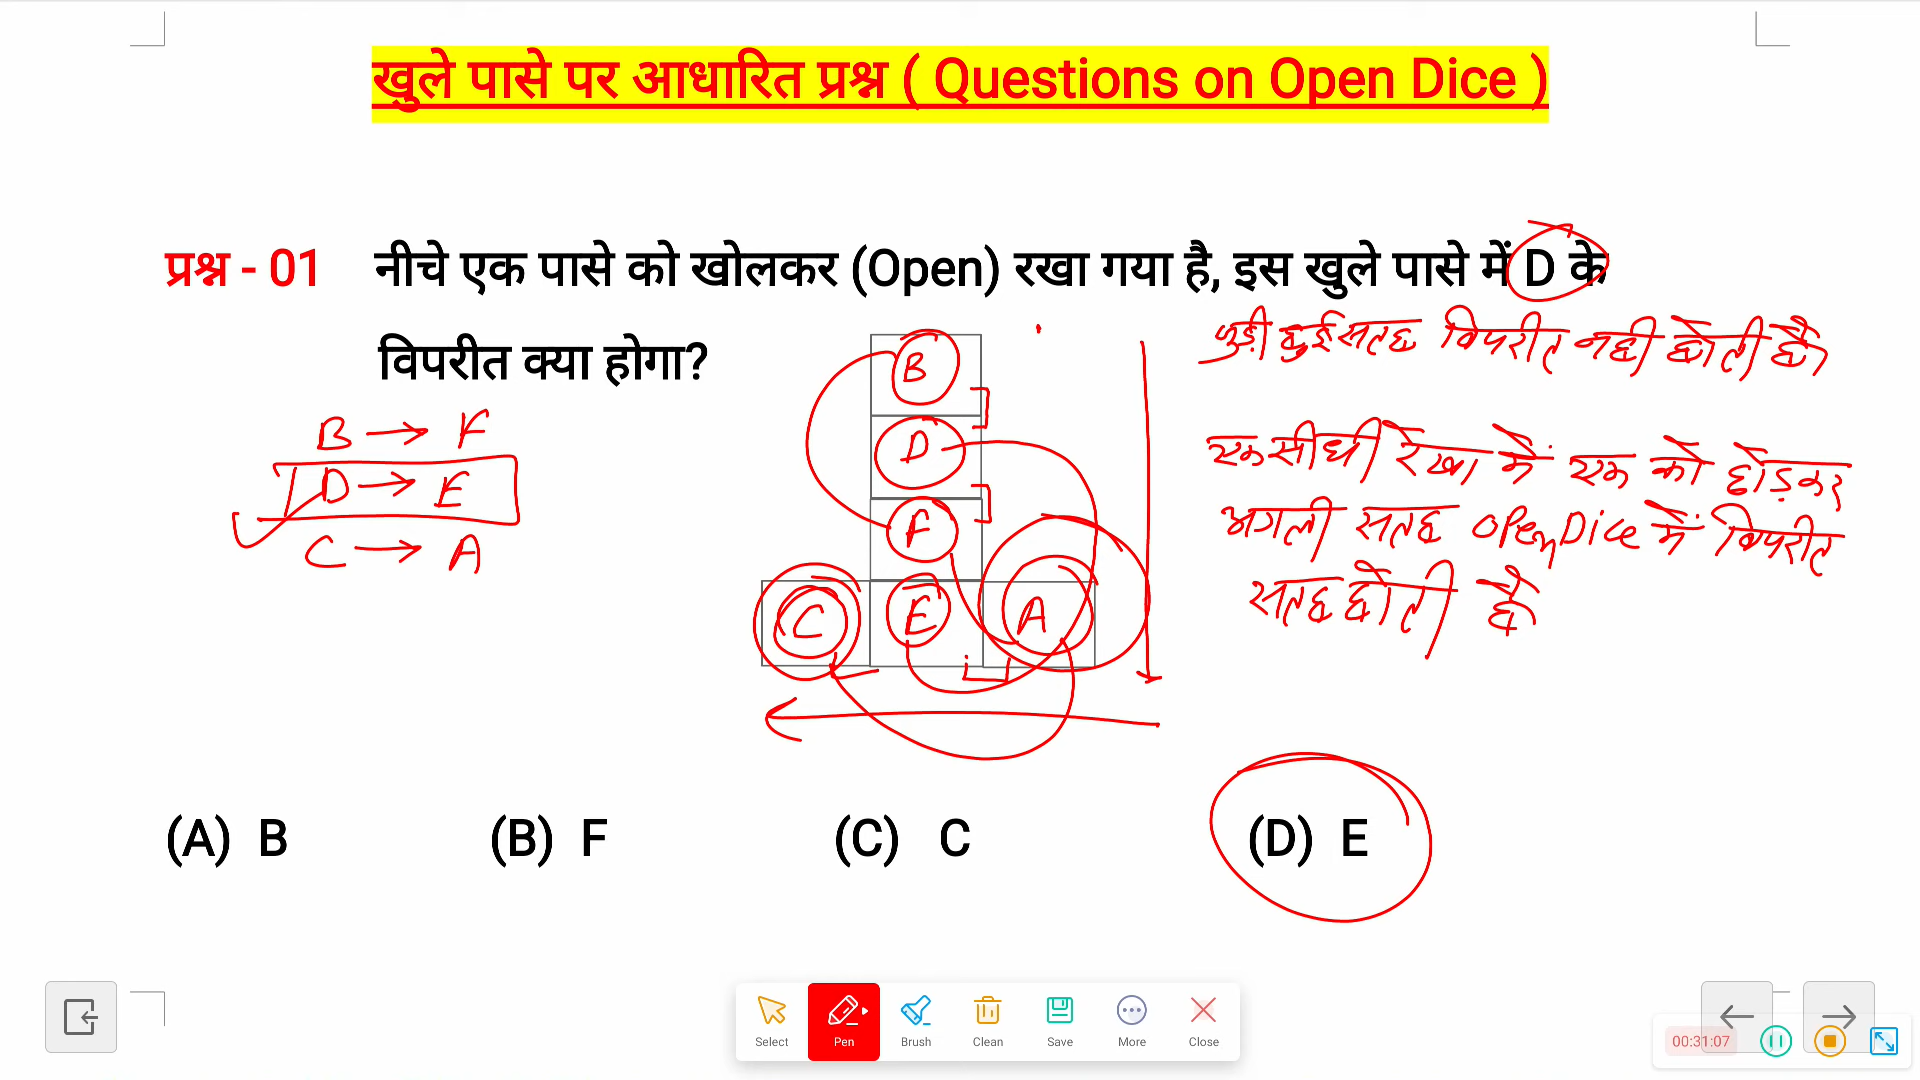 खुले पासे पर आधारित प्रश्न ( Questions on Open Dice )
प्रश्न - 01 नीचे एक पासे को खोलकर (Open) रखा गया है, इस खुले पासे में D के
विपरीत क्या होगा?
जुड़ी हुई सतह विपरीत नही होती है।
एक सीधी रेखा में एक को छोड़कर
अगली सतह open Dice में विपरीत
सतह होती है
B → F
D → E
C → A
B
D
F
C E A
(A) B (B) F (C) C (D) E
Select Pen Brush Clean Save More Close
00:31:07